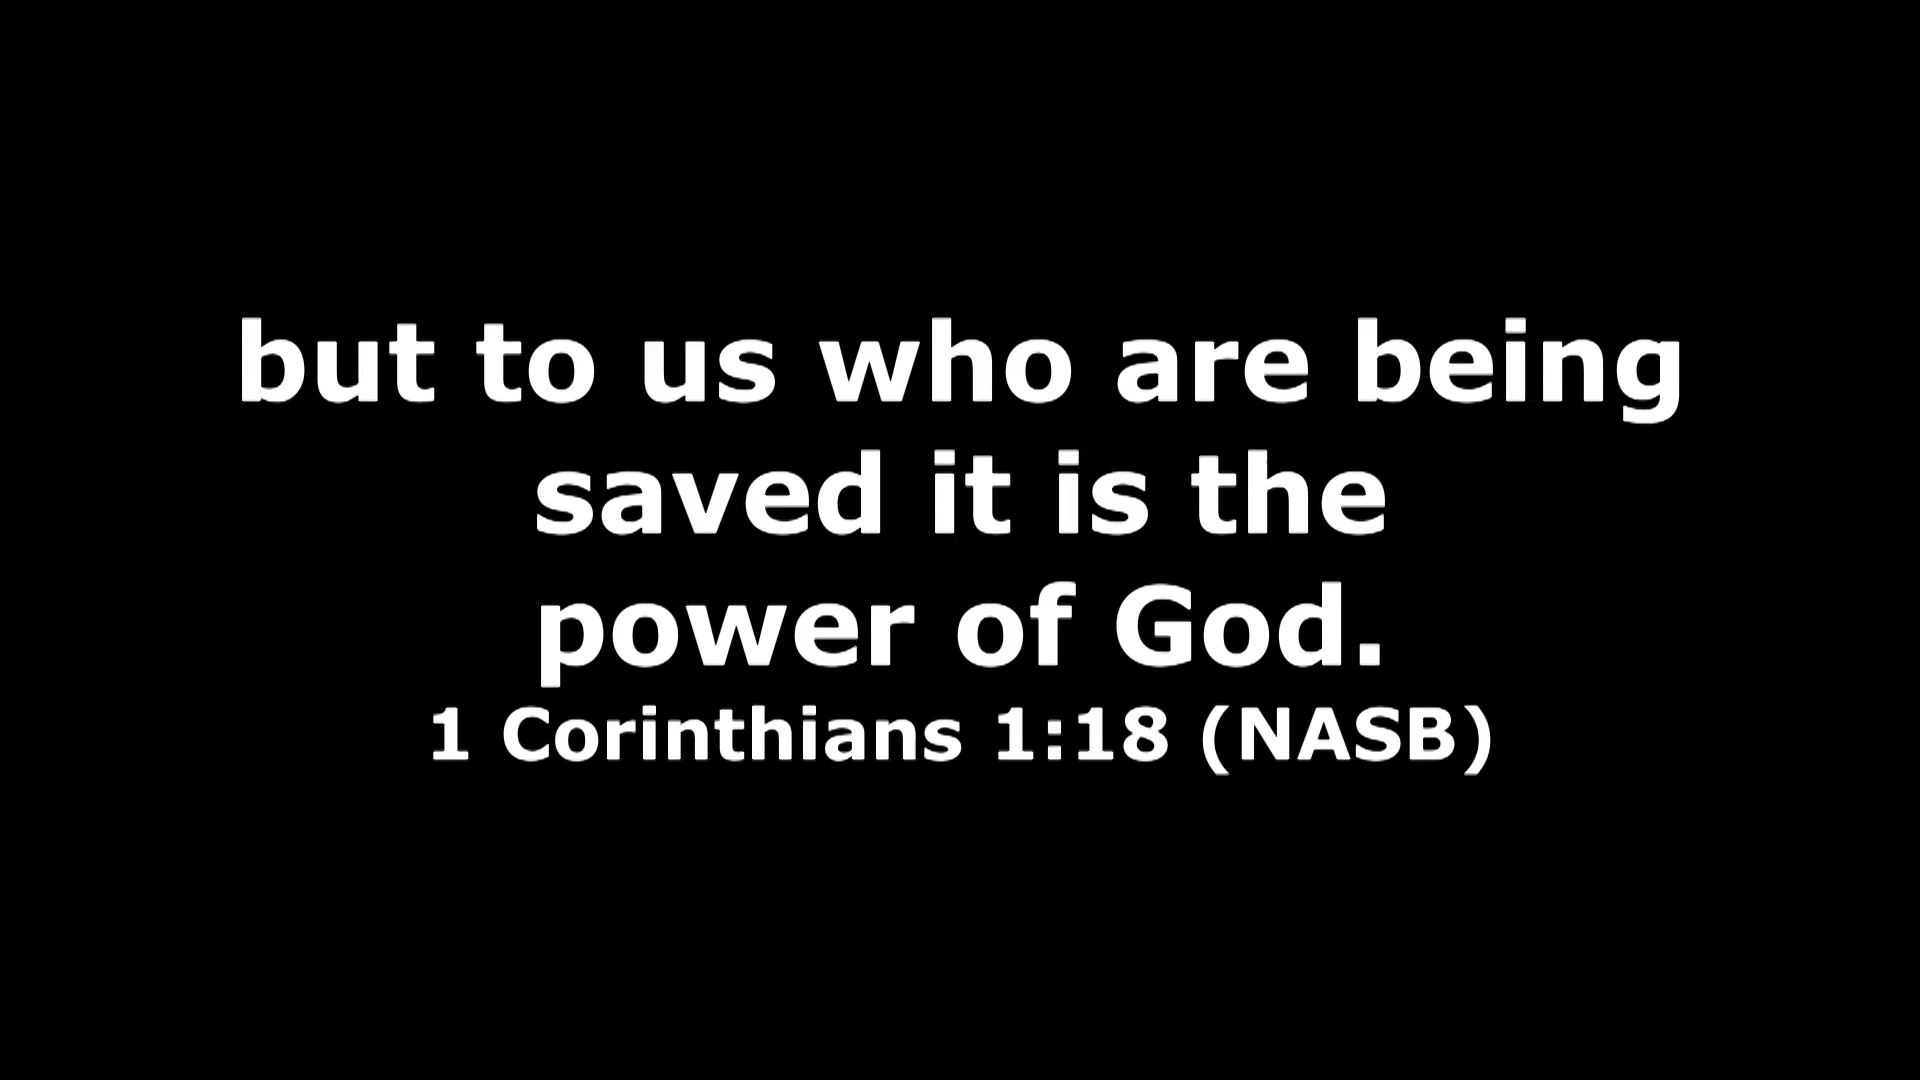 but to us who are being
saved it is the
power of God.
1 Corinthians 1:18 (NASB)